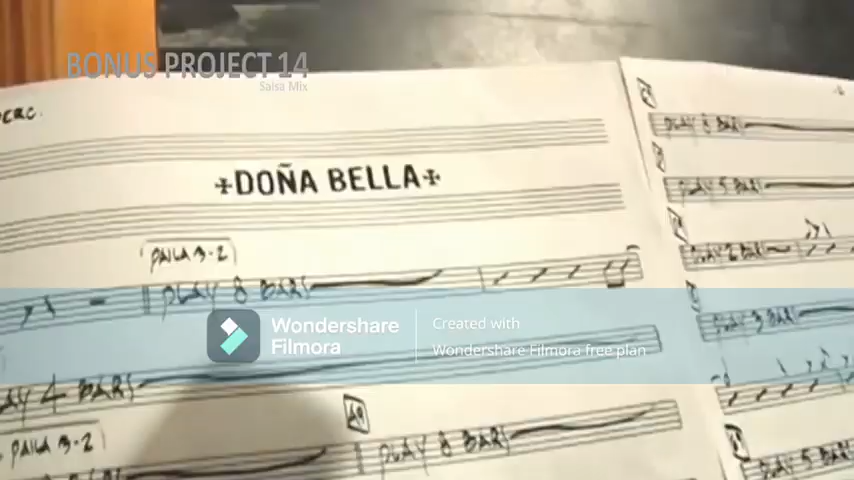 BONUS PROJECT 14
Salsa Mix
PERC.
+DOÑA BELLA+
PAILA 3-2
PLAY 8 BARS
Wondershare
Filmora
Created with
Wondershare Filmora free plan
PLAY 4 BARS
PAILA 3-2
PLAY 8 BARS
BARS
PLAY 8 BARS
PLAY 5 BARS
PLAY 2 BARS
PLAY 3 BARS
PLAY 5 BARS